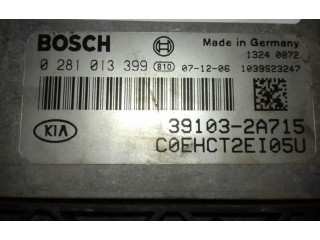 BOSCH
Made in Germany
1324 0072
0 281 013 399 810 07-12-06 1039S23247
KIA
39103-2A715
C0EHCT2EI05U